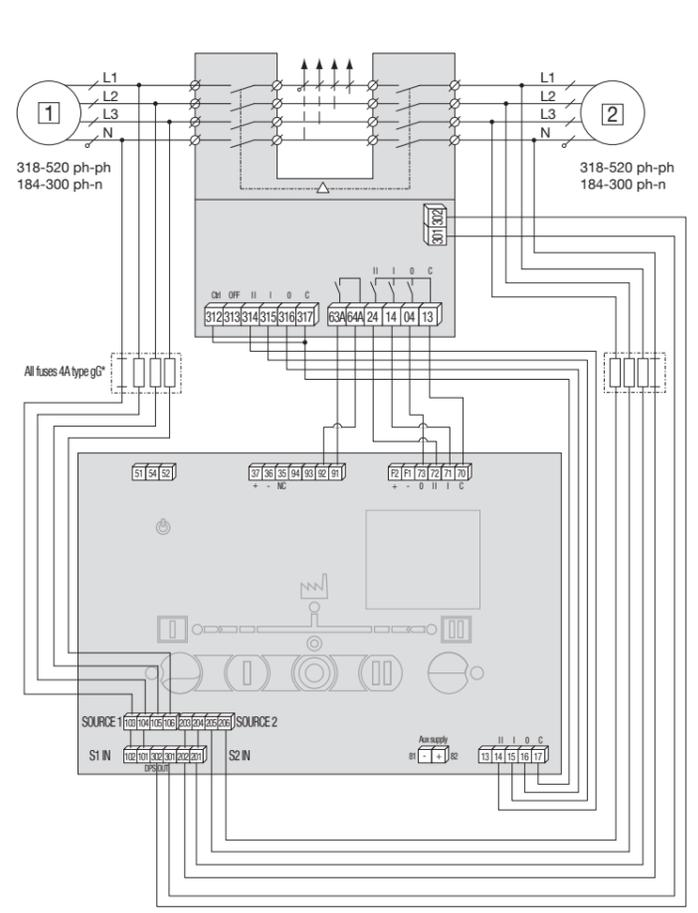 L1 L1
L2 L2
1 L3 L3 2
N N
318-520 ph-ph 318-520 ph-ph
184-300 ph-n 184-300 ph-n
302
301
II I 0 C
Ctrl OFF II I 0 C
312 313 314 315 316 317 63A 64A 24 14 04 13
All fuses 4A type gG*
51 54 52 37 36 35 94 93 92 91 F2 F1 73 72 71 70
+ - NC + - 0 II I C
I II
I O II
SOURCE 1 103 104 105 106 203 204 205 206 SOURCE 2
Aux supply II I 0 C
S1 IN 102 101 302 301 202 201 S2 IN 81 - + 82 13 14 15 16 17
DPS OUT